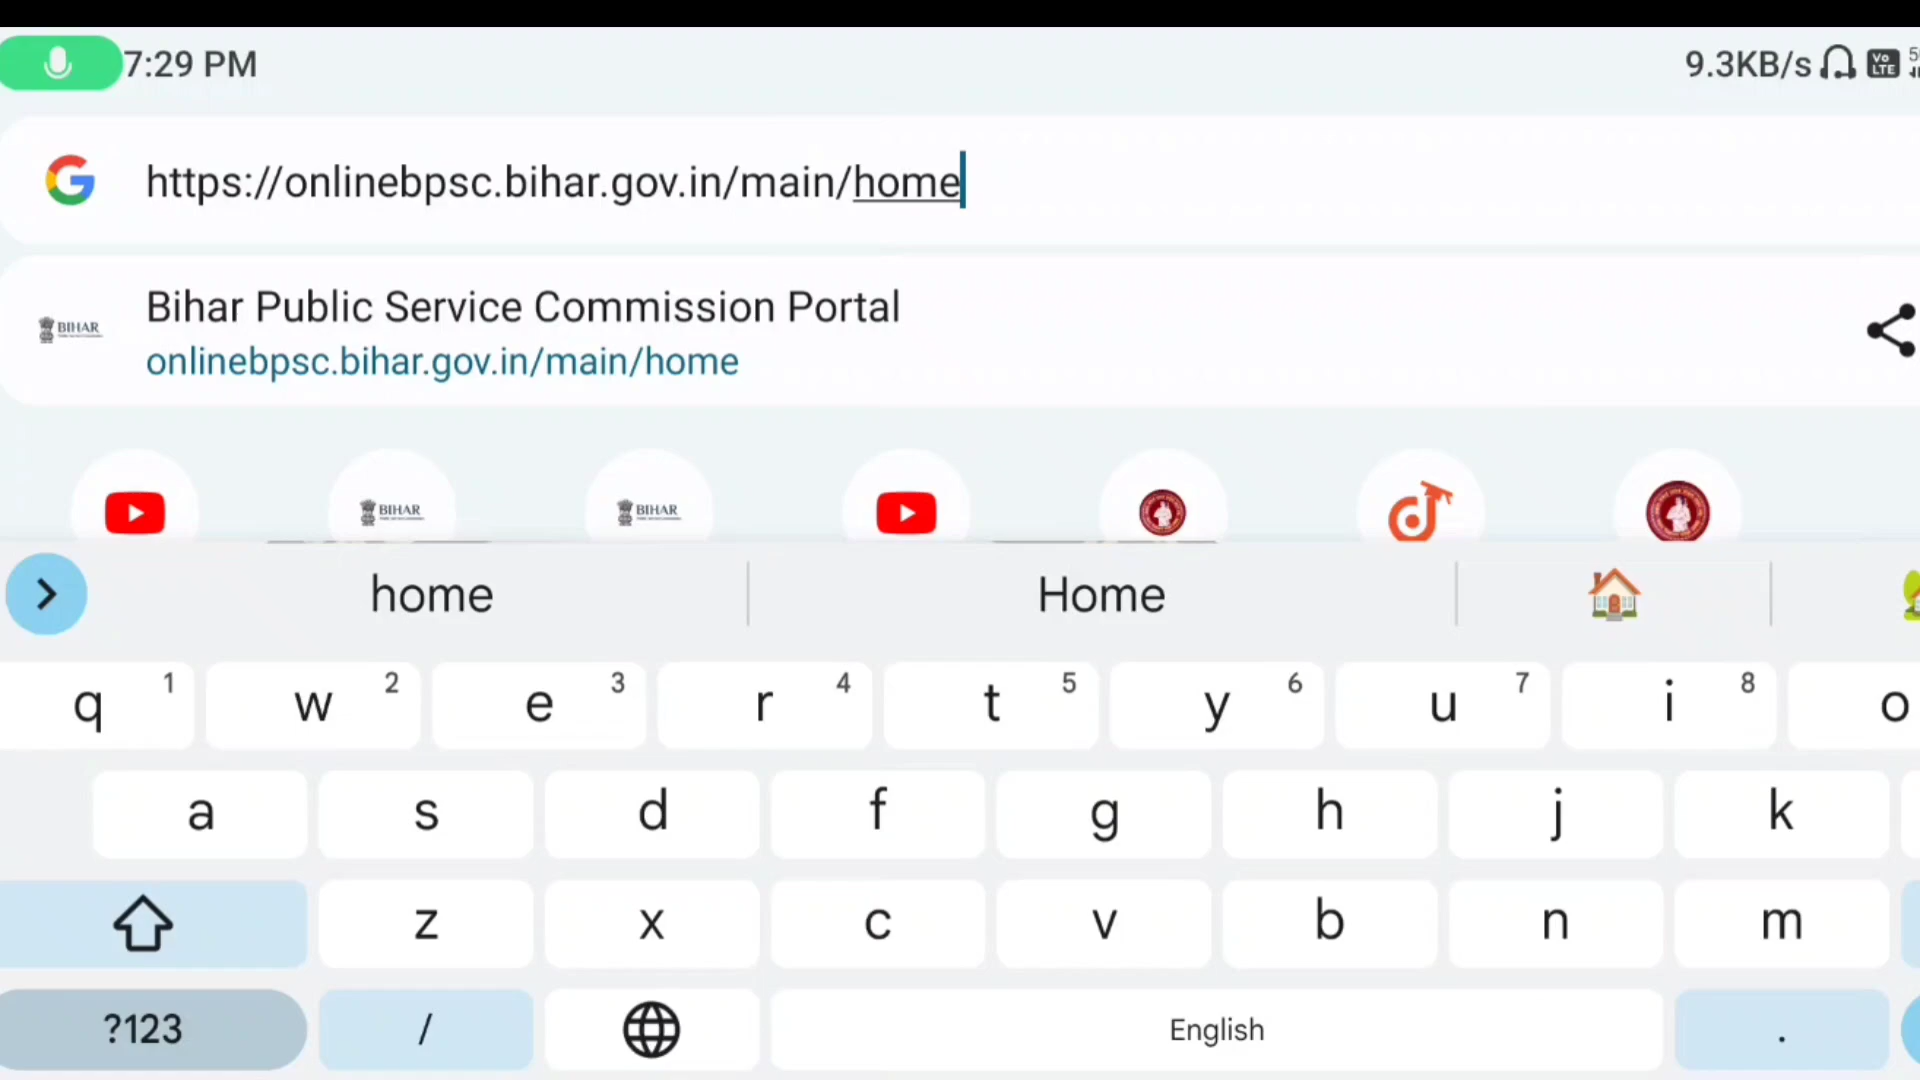 7:29 PM
9.3KB/s
Vo
LTE
https://onlinebpsc.bihar.gov.in/main/home
Bihar Public Service Commission Portal
BIHAR
onlinebpsc.bihar.gov.in/main/home
BIHAR
BIHAR
home
Home
q 1 w 2 e 3 r 4 t 5 y 6 u 7 i 8 o
a s d f g h j k
z x c v b n m
?123 / English .